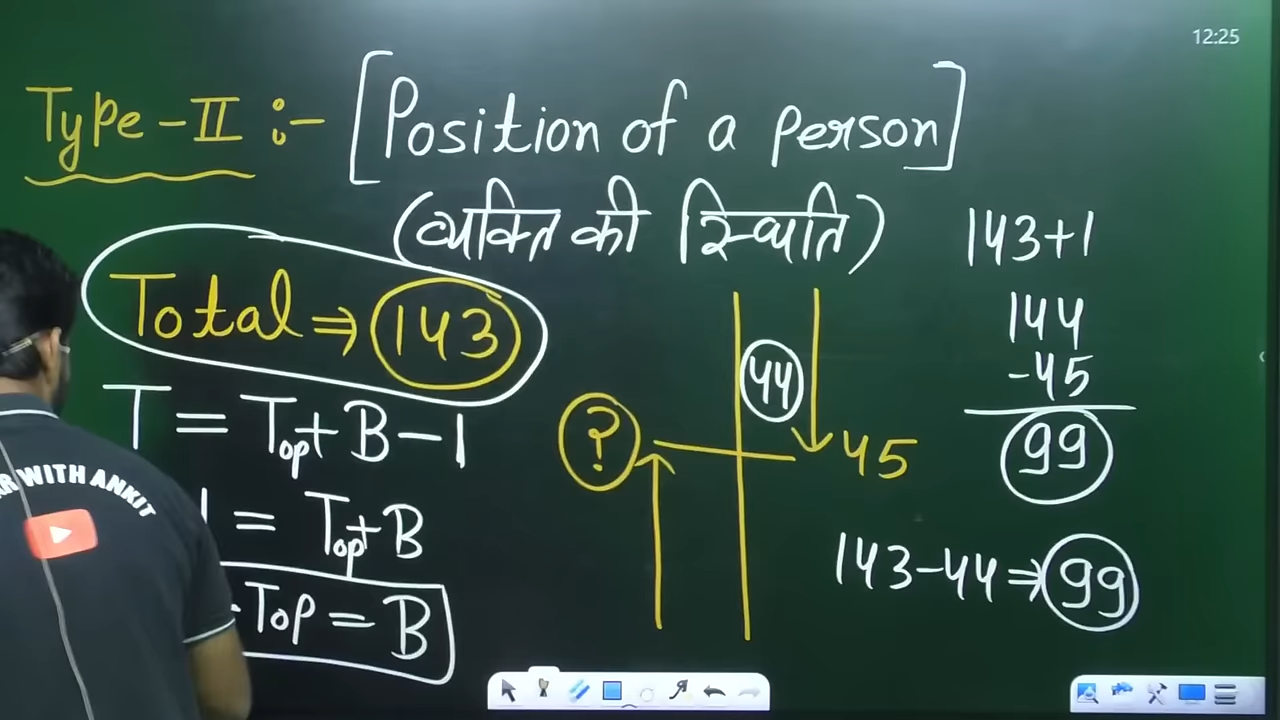 12:25
Type-II :- [Position of a person]
(व्यक्ति की स्थिति)
Total ⇒ 143
T = Top + B - 1
1 = Top + B
- Top = B
? 44 45
143+1
144
-45
99
143-44 ⇒ 99
WITH ANKIT